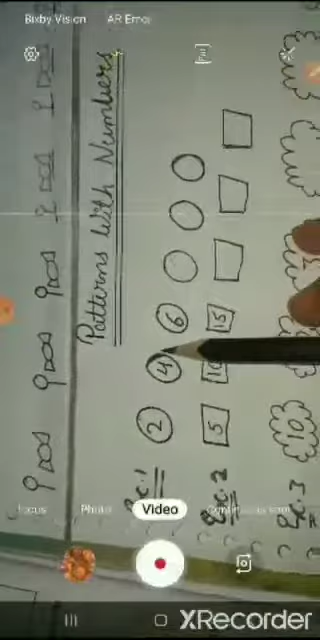 Bixby Vision AR Emoji
Full
Patterns with Numbers
Ex.1 2 4 6
Ex.2 5 10 15
Ex.3 10
Focus Photo Video
XRecorder